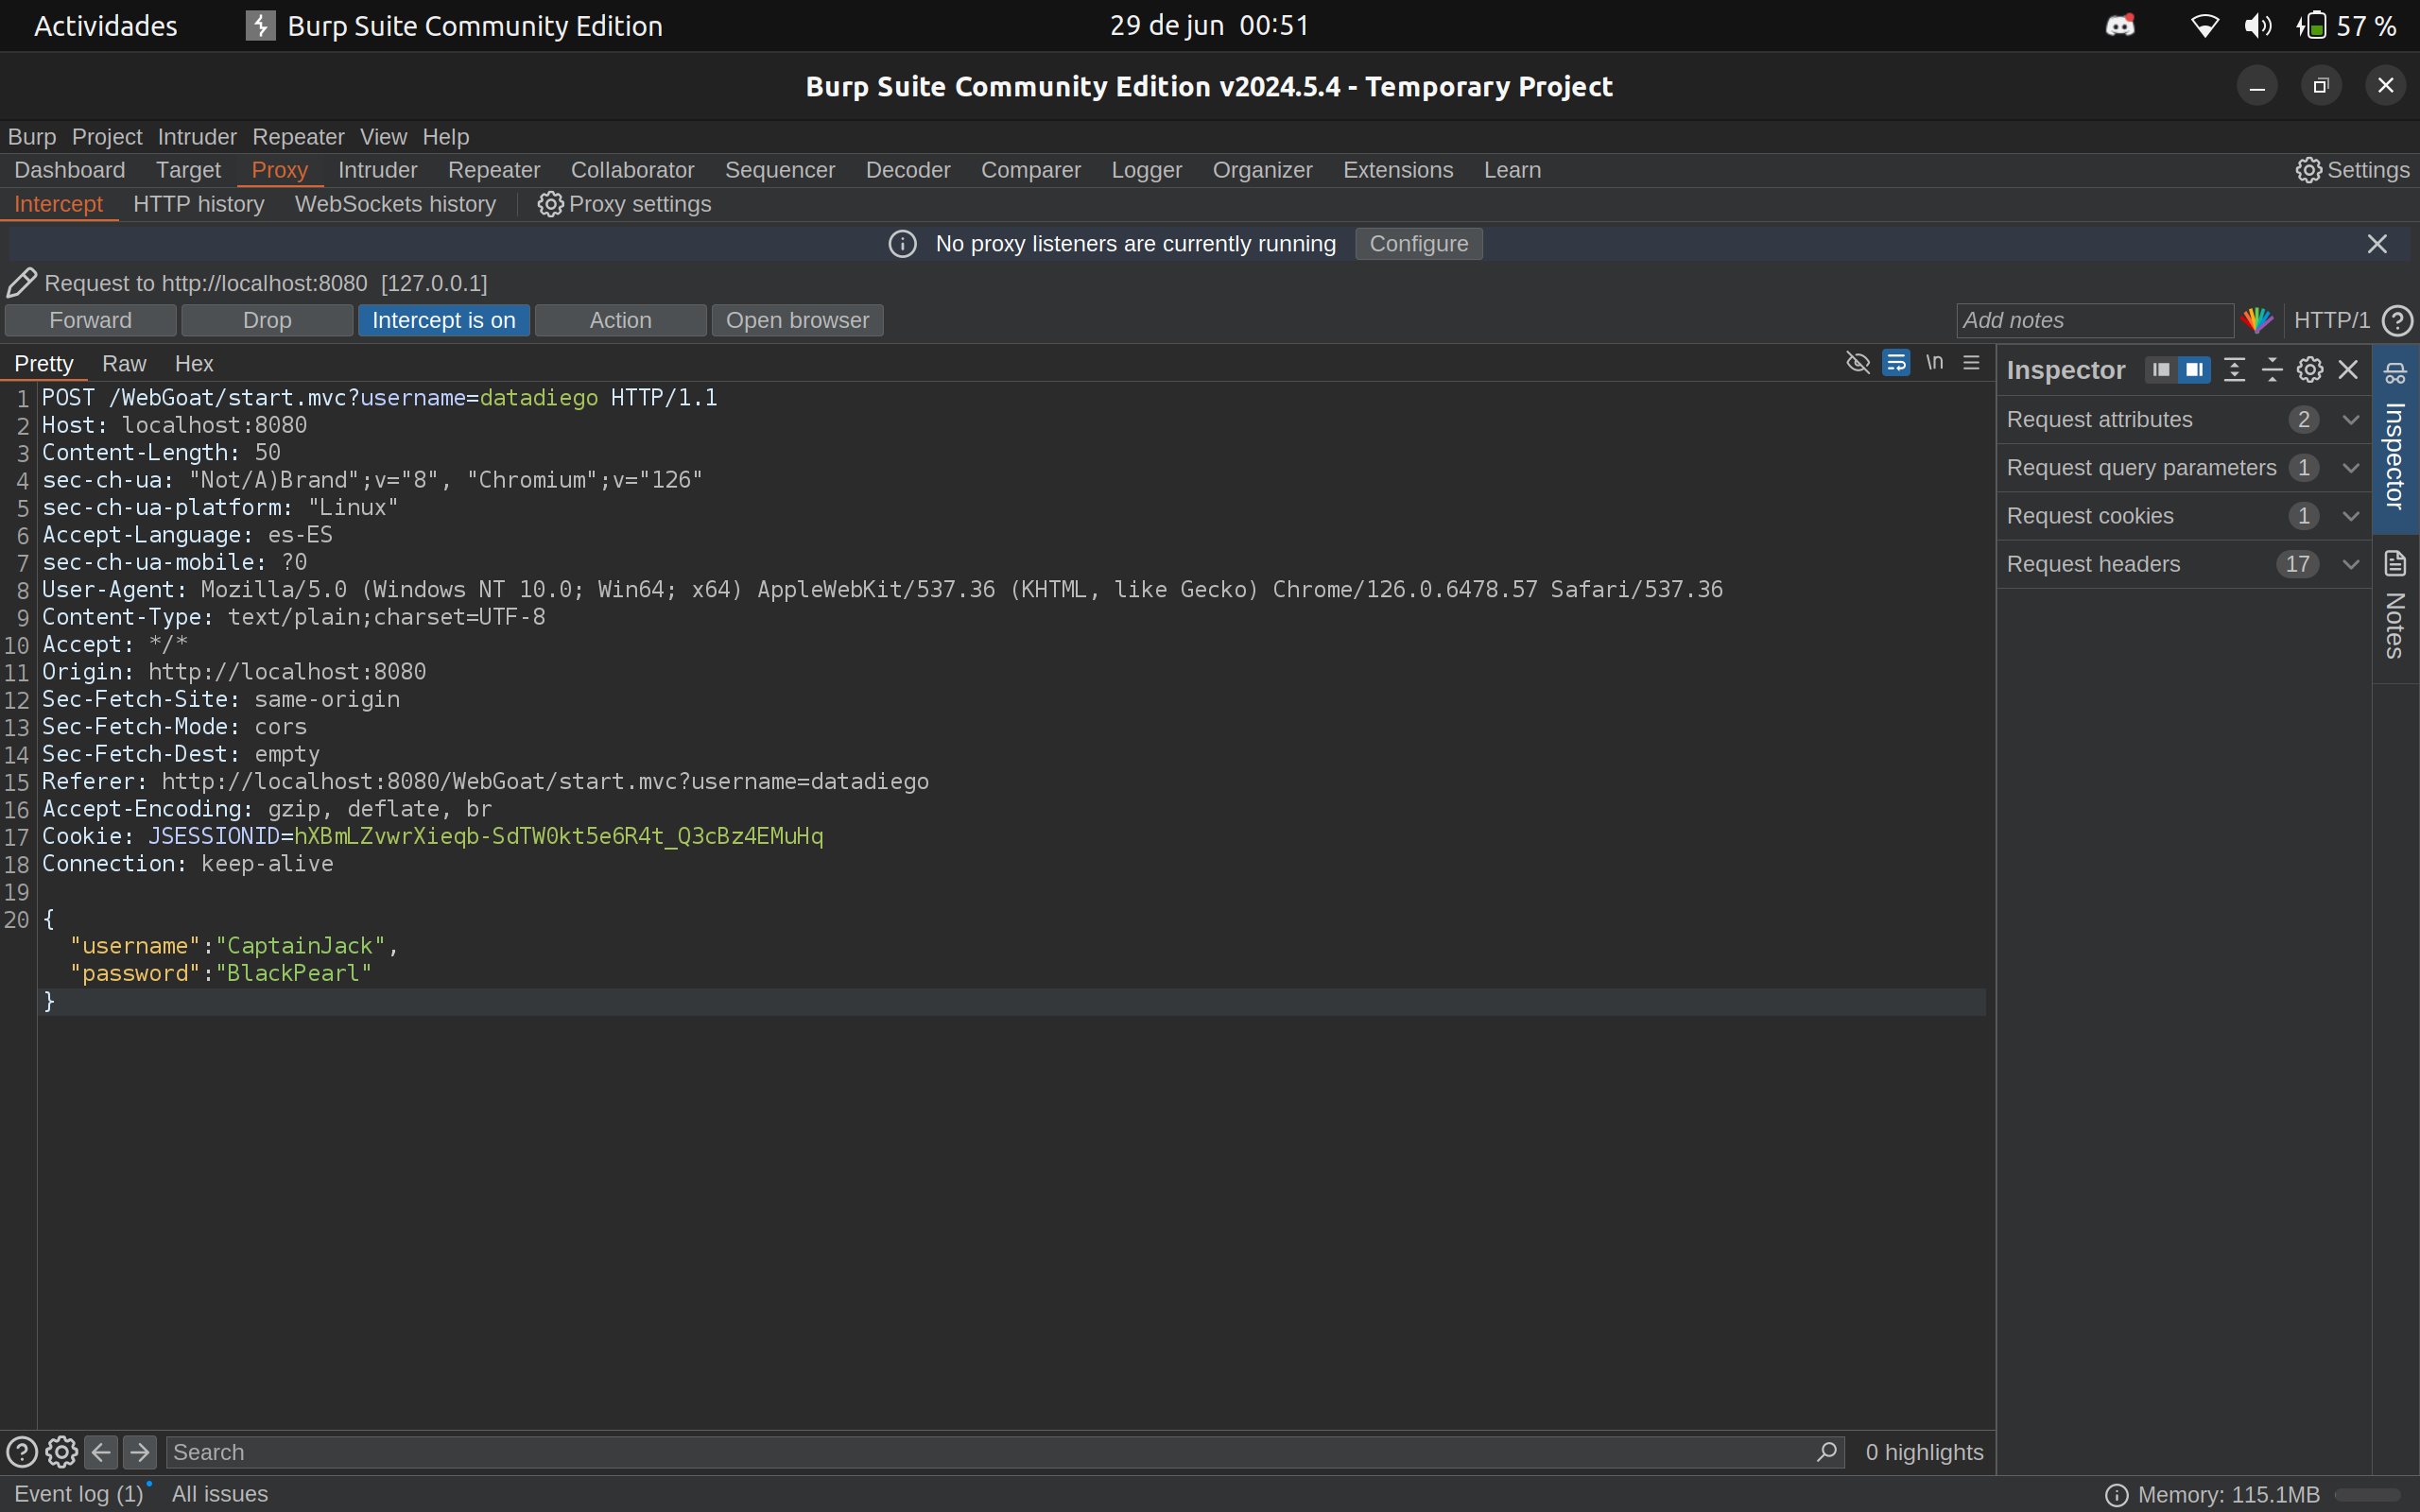 Actividades Burp Suite Community Edition 29 de jun 00:51 57 %
Burp Suite Community Edition v2024.5.4 - Temporary Project
Burp Project Intruder Repeater View Help
Dashboard Target Proxy Intruder Repeater Collaborator Sequencer Decoder Comparer Logger Organizer Extensions Learn Settings
Intercept HTTP history WebSockets history Proxy settings
No proxy listeners are currently running Configure
Request to http://localhost:8080 [127.0.0.1]
Forward Drop Intercept is on Action Open browser Add notes HTTP/1
Pretty Raw Hex \n
1 POST /WebGoat/start.mvc?username=datadiego HTTP/1.1
2 Host: localhost:8080
3 Content-Length: 50
4 sec-ch-ua: "Not/A)Brand";v="8", "Chromium";v="126"
5 sec-ch-ua-platform: "Linux"
6 Accept-Language: es-ES
7 sec-ch-ua-mobile: ?0
8 User-Agent: Mozilla/5.0 (Windows NT 10.0; Win64; x64) AppleWebKit/537.36 (KHTML, like Gecko) Chrome/126.0.6478.57 Safari/537.36
9 Content-Type: text/plain;charset=UTF-8
10 Accept: */*
11 Origin: http://localhost:8080
12 Sec-Fetch-Site: same-origin
13 Sec-Fetch-Mode: cors
14 Sec-Fetch-Dest: empty
15 Referer: http://localhost:8080/WebGoat/start.mvc?username=datadiego
16 Accept-Encoding: gzip, deflate, br
17 Cookie: JSESSIONID=hXBmLZvwrXieqb-SdTW0kt5e6R4t_Q3cBz4EMuHq
18 Connection: keep-alive
19
20 {
"username":"CaptainJack",
"password":"BlackPearl"
}
Inspector
Request attributes 2
Request query parameters 1
Request cookies 1
Request headers 17
Inspector
Notes
Search 0 highlights
Event log (1) All issues Memory: 115.1MB